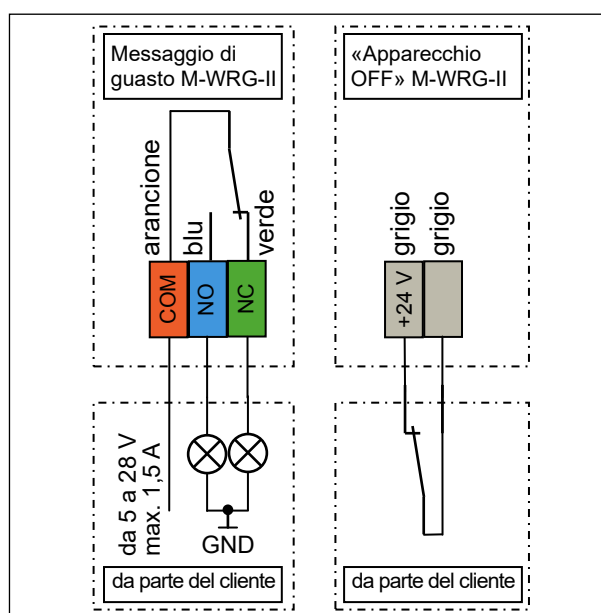 Messaggio di
guasto M-WRG-II
arancione
blu
verde
COM
NO
NC
da 5 a 28 V
max. 1,5 A
GND
da parte del cliente
«Apparecchio
OFF» M-WRG-II
grigio
grigio
+24 V
da parte del cliente